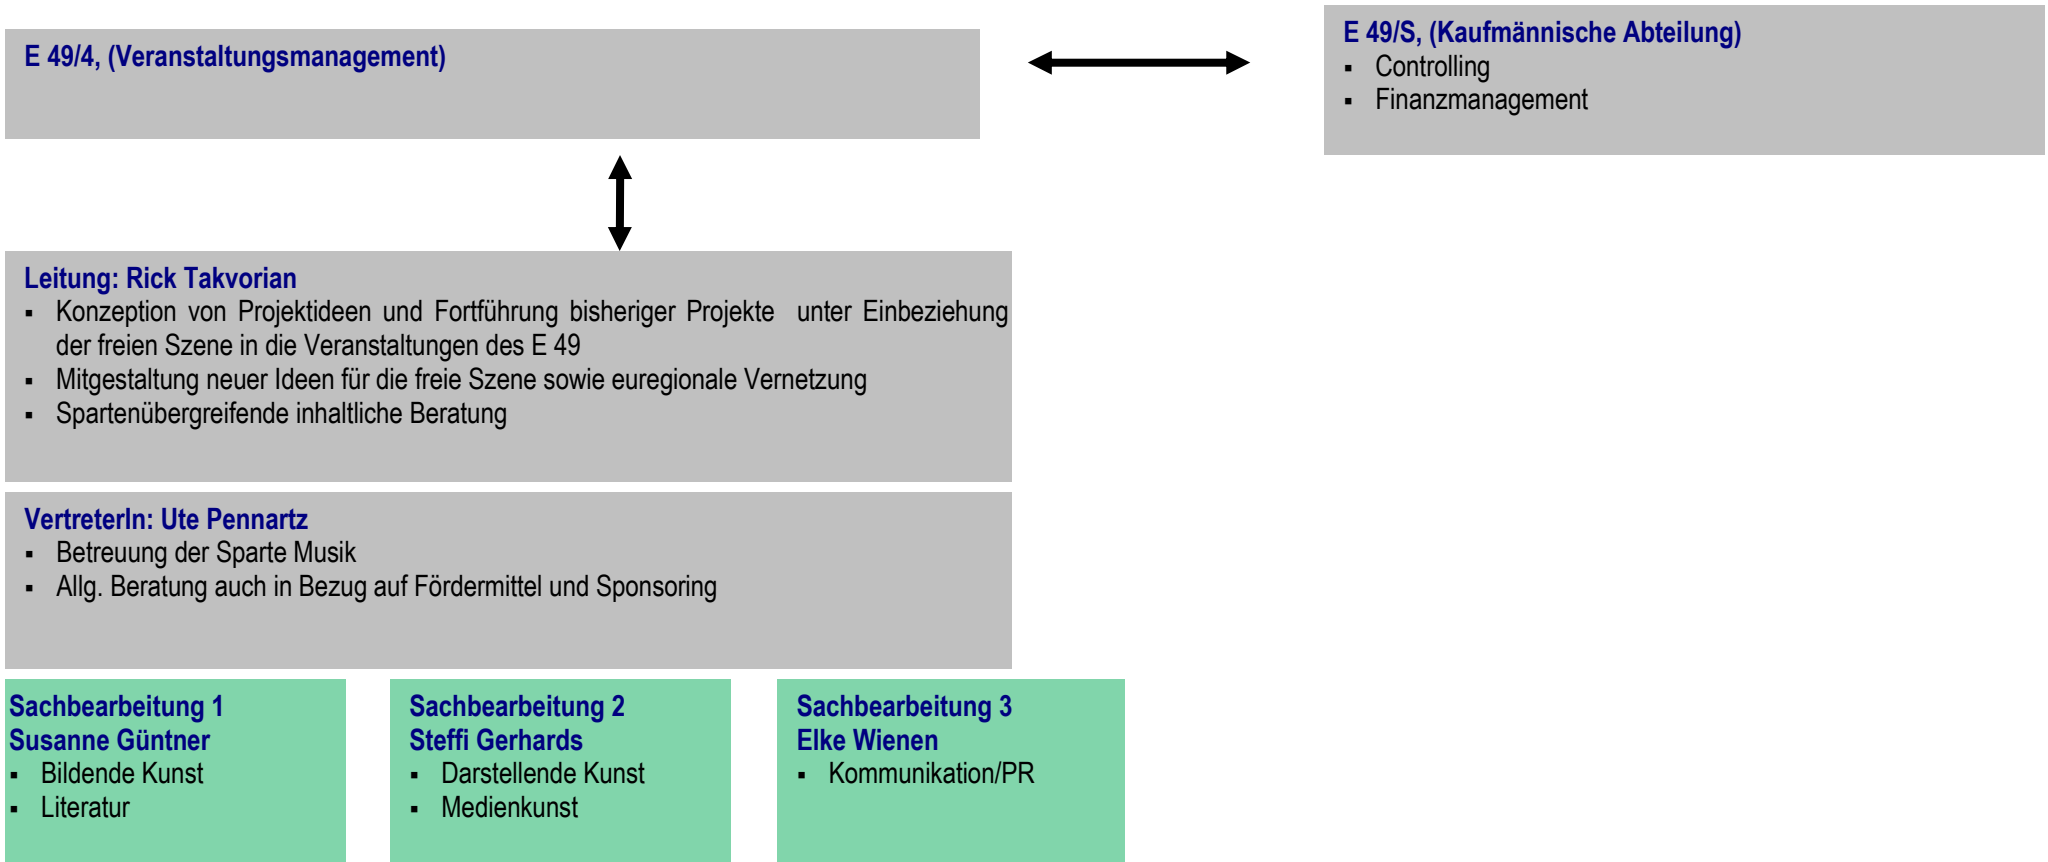 E 49/4, (Veranstaltungsmanagement)
E 49/S, (Kaufmännische Abteilung)
▪ Controlling
▪ Finanzmanagement
Leitung: Rick Takvorian
▪ Konzeption von Projektideen und Fortführung bisheriger Projekte unter Einbeziehung
der freien Szene in die Veranstaltungen des E 49
▪ Mitgestaltung neuer Ideen für die freie Szene sowie euregionale Vernetzung
▪ Spartenübergreifende inhaltliche Beratung
VertreterIn: Ute Pennartz
▪ Betreuung der Sparte Musik
▪ Allg. Beratung auch in Bezug auf Fördermittel und Sponsoring
Sachbearbeitung 1
Susanne Güntner
▪ Bildende Kunst
▪ Literatur
Sachbearbeitung 2
Steffi Gerhards
▪ Darstellende Kunst
▪ Medienkunst
Sachbearbeitung 3
Elke Wienen
▪ Kommunikation/PR